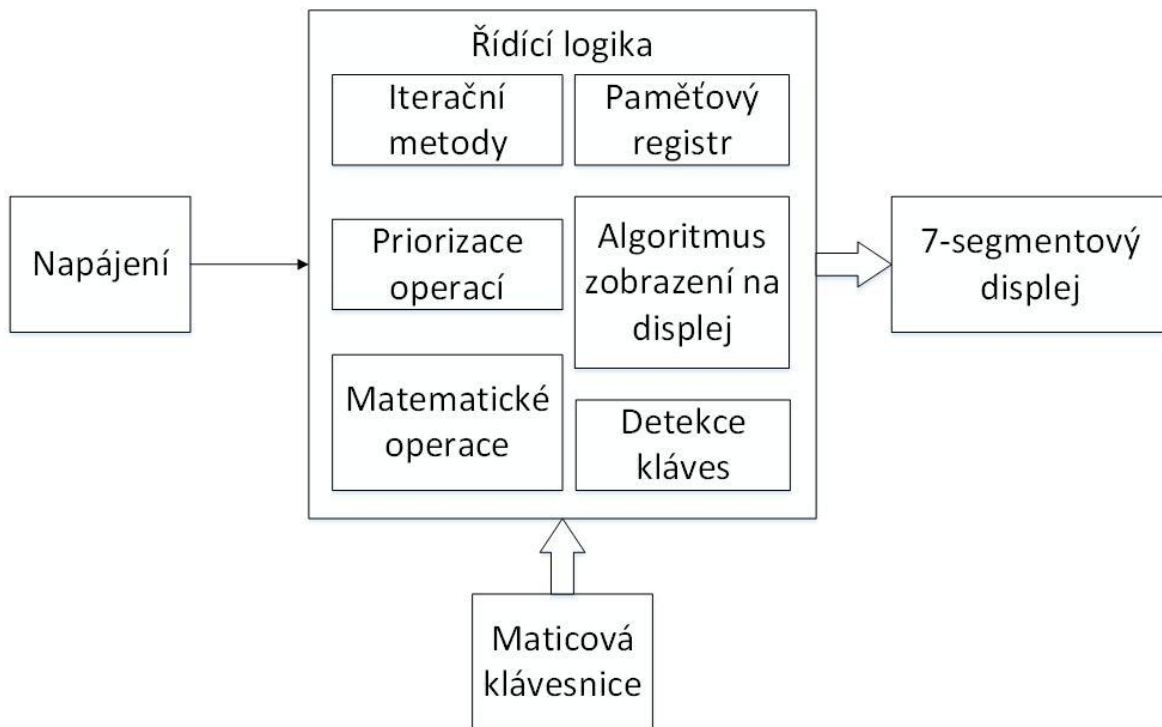 Řídící logika
Iterační
metody
Paměťový
registr
Napájení
Priorizace
operací
Algoritmus
zobrazení na
displej
7-segmentový
displej
Matematické
operace
Detekce
kláves
Maticová
klávesnice